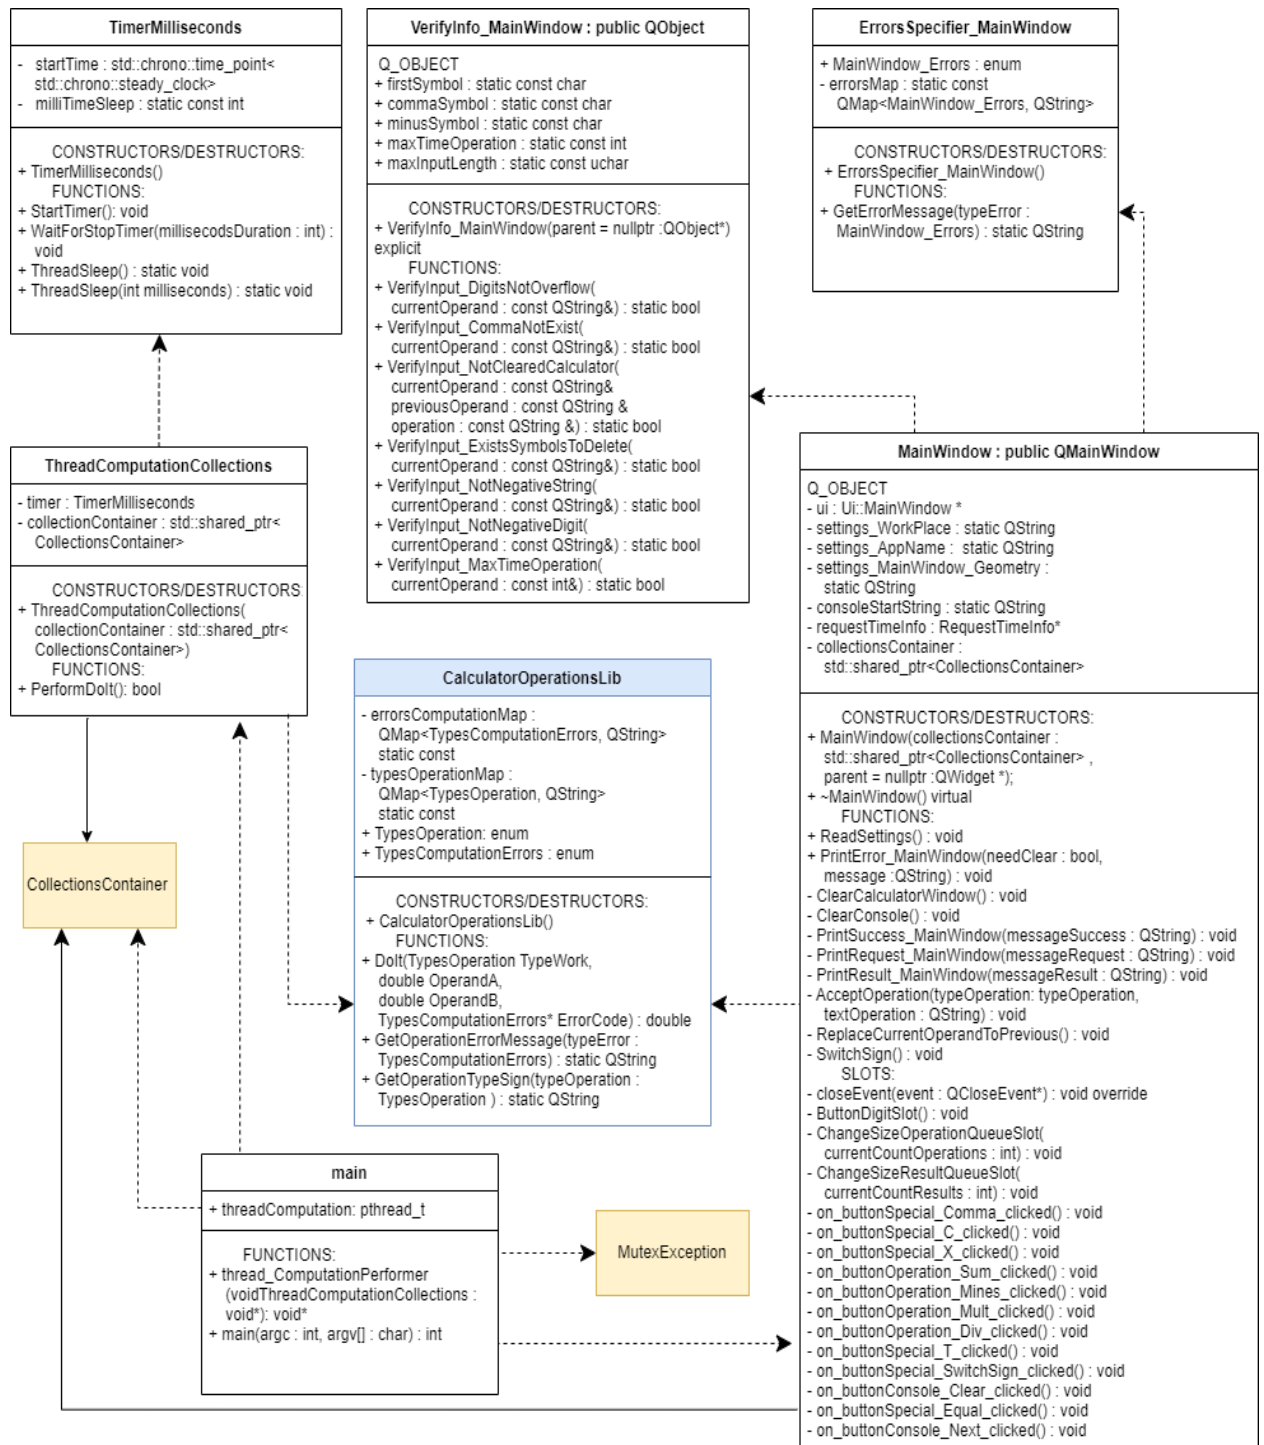 TimerMilliseconds
- startTime : std::chrono::time_point<
std::chrono::steady_clock>
- milliTimeSleep : static const int
CONSTRUCTORS/DESTRUCTORS:
+ TimerMilliseconds()
FUNCTIONS:
+ StartTimer(): void
+ WaitForStopTimer(millisecodsDuration : int) :
void
+ ThreadSleep() : static void
+ ThreadSleep(int milliseconds) : static void
VerifyInfo_MainWindow : public QObject
Q_OBJECT
+ firstSymbol : static const char
+ commaSymbol : static const char
+ minusSymbol : static const char
+ maxTimeOperation : static const int
+ maxInputLength : static const uchar
CONSTRUCTORS/DESTRUCTORS:
+ VerifyInfo_MainWindow(parent = nullptr :QObject*)
explicit
FUNCTIONS:
+ VerifyInput_DigitsNotOverflow(
currentOperand : const QString&) : static bool
+ VerifyInput_CommaNotExist(
currentOperand : const QString&) : static bool
+ VerifyInput_NotClearedCalculator(
currentOperand : const QString&
previousOperand : const QString &
operation : const QString &) : static bool
+ VerifyInput_ExistsSymbolsToDelete(
currentOperand : const QString&) : static bool
+ VerifyInput_NotNegativeString(
currentOperand : const QString&) : static bool
+ VerifyInput_NotNegativeDigit(
currentOperand : const QString&) : static bool
+ VerifyInput_MaxTimeOperation(
currentOperand : const int&) : static bool
ErrorsSpecifier_MainWindow
+ MainWindow_Errors : enum
- errorsMap : static const
QMap<MainWindow_Errors, QString>
CONSTRUCTORS/DESTRUCTORS:
+ ErrorsSpecifier_MainWindow()
FUNCTIONS:
+ GetErrorMessage(typeError :
MainWindow_Errors) : static QString
ThreadComputationCollections
- timer : TimerMilliseconds
- collectionContainer : std::shared_ptr<
CollectionsContainer>
CONSTRUCTORS/DESTRUCTORS:
+ ThreadComputationCollections(
collectionContainer : std::shared_ptr<
CollectionsContainer>)
FUNCTIONS:
+ PerformDoIt(): bool
CollectionsContainer
CalculatorOperationsLib
- errorsComputationMap :
QMap<TypesComputationErrors, QString>
static const
- typesOperationMap :
QMap<TypesOperation, QString>
static const
+ TypesOperation: enum
+ TypesComputationErrors : enum
CONSTRUCTORS/DESTRUCTORS:
+ CalculatorOperationsLib()
FUNCTIONS:
+ DoIt(TypesOperation TypeWork,
double OperandA,
double OperandB,
TypesComputationErrors* ErrorCode) : double
+ GetOperationErrorMessage(typeError :
TypesComputationErrors) : static QString
+ GetOperationTypeSign(typeOperation :
TypesOperation ) : static QString
MainWindow : public QMainWindow
Q_OBJECT
- ui : Ui::MainWindow *
- settings_WorkPlace : static QString
- settings_AppName : static QString
- settings_MainWindow_Geometry :
static QString
- consoleStartString : static QString
- requestTimeInfo : RequestTimeInfo*
- collectionsContainer :
std::shared_ptr<CollectionsContainer>
CONSTRUCTORS/DESTRUCTORS:
+ MainWindow(collectionsContainer :
std::shared_ptr<CollectionsContainer> ,
parent = nullptr :QWidget *);
+ ~MainWindow() virtual
FUNCTIONS:
+ ReadSettings() : void
+ PrintError_MainWindow(needClear : bool,
message :QString) : void
- ClearCalculatorWindow() : void
- ClearConsole() : void
- PrintSuccess_MainWindow(messageSuccess : QString) : void
- PrintRequest_MainWindow(messageRequest : QString) : void
- PrintResult_MainWindow(messageResult : QString) : void
- AcceptOperation(typeOperation: typeOperation,
textOperation : QString) : void
- ReplaceCurrentOperandToPrevious() : void
- SwitchSign() : void
SLOTS:
- closeEvent(event : QCloseEvent*) : void override
- ButtonDigitSlot() : void
- ChangeSizeOperationQueueSlot(
currentCountOperations : int) : void
- ChangeSizeResultQueueSlot(
currentCountResults : int) : void
- on_buttonSpecial_Comma_clicked() : void
- on_buttonSpecial_C_clicked() : void
- on_buttonSpecial_X_clicked() : void
- on_buttonOperation_Sum_clicked() : void
- on_buttonOperation_Mines_clicked() : void
- on_buttonOperation_Mult_clicked() : void
- on_buttonOperation_Div_clicked() : void
- on_buttonSpecial_T_clicked() : void
- on_buttonSpecial_SwitchSign_clicked() : void
- on_buttonConsole_Clear_clicked() : void
- on_buttonSpecial_Equal_clicked() : void
- on_buttonConsole_Next_clicked() : void
main
+ threadComputation: pthread_t
FUNCTIONS:
+ thread_ComputationPerformer
(voidThreadComputationCollections :
void*): void*
+ main(argc : int, argv[] : char) : int
MutexException